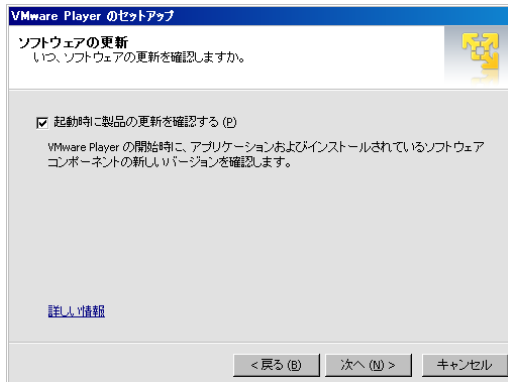 VMware Player のセットアップ
ソフトウェアの更新
いつ、ソフトウェアの更新を確認しますか。
起動時に製品の更新を確認する (P)
VMware Player の開始時に、アプリケーションおよびインストールされているソフトウェア
コンポーネントの新しいバージョンを確認します。
詳しい情報
< 戻る (B) 次へ (N) > キャンセル